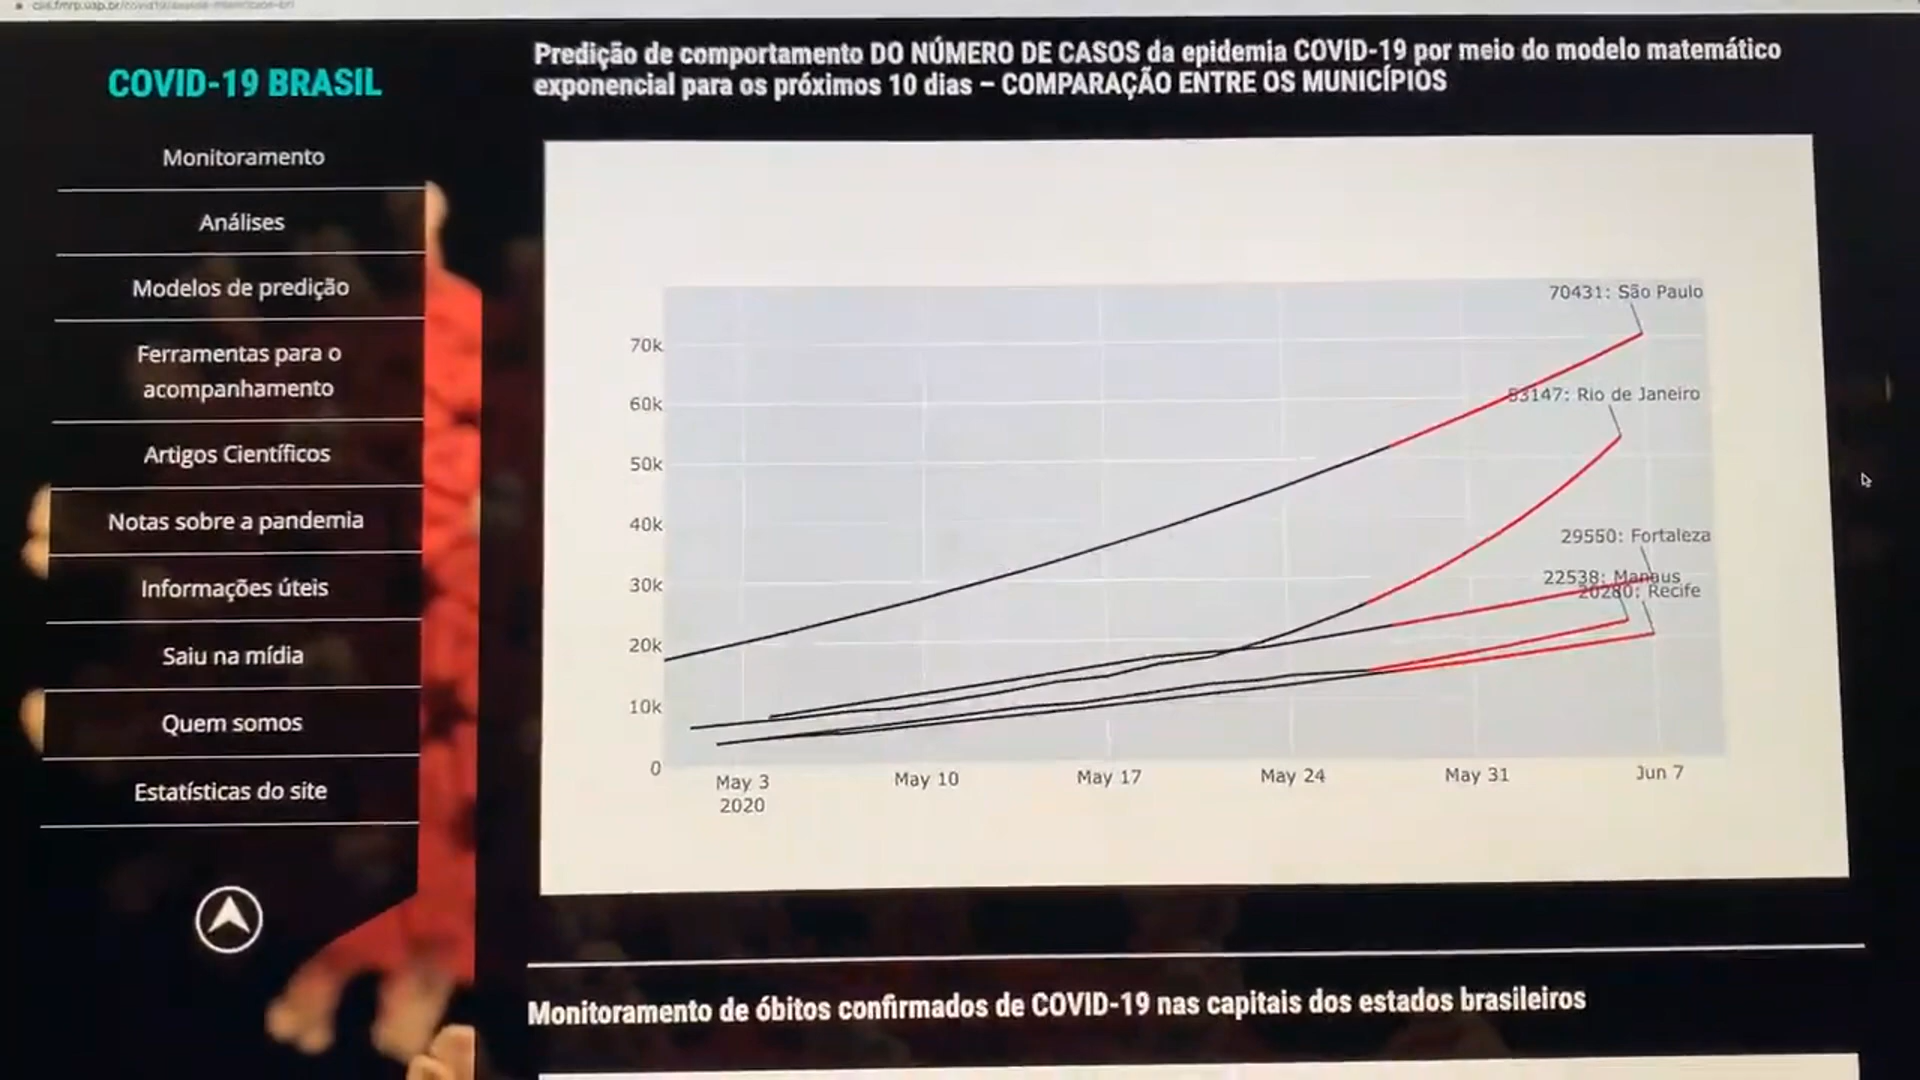 COVID-19 BRASIL
Monitoramento
Análises
Modelos de predição
Ferramentas para o
acompanhamento
Artigos Científicos
Notas sobre a pandemia
Informações úteis
Saiu na mídia
Quem somos
Estatísticas do site
Predição de comportamento DO NÚMERO DE CASOS da epidemia COVID-19 por meio do modelo matemático
exponencial para os próximos 10 dias – COMPARAÇÃO ENTRE OS MUNICÍPIOS
70431: São Paulo
53147: Rio de Janeiro
29550: Fortaleza
22538: Manaus
20280: Recife
70k
60k
50k
40k
30k
20k
10k
0
May 3
2020
May 10
May 17
May 24
May 31
Jun 7
Monitoramento de óbitos confirmados de COVID-19 nas capitais dos estados brasileiros